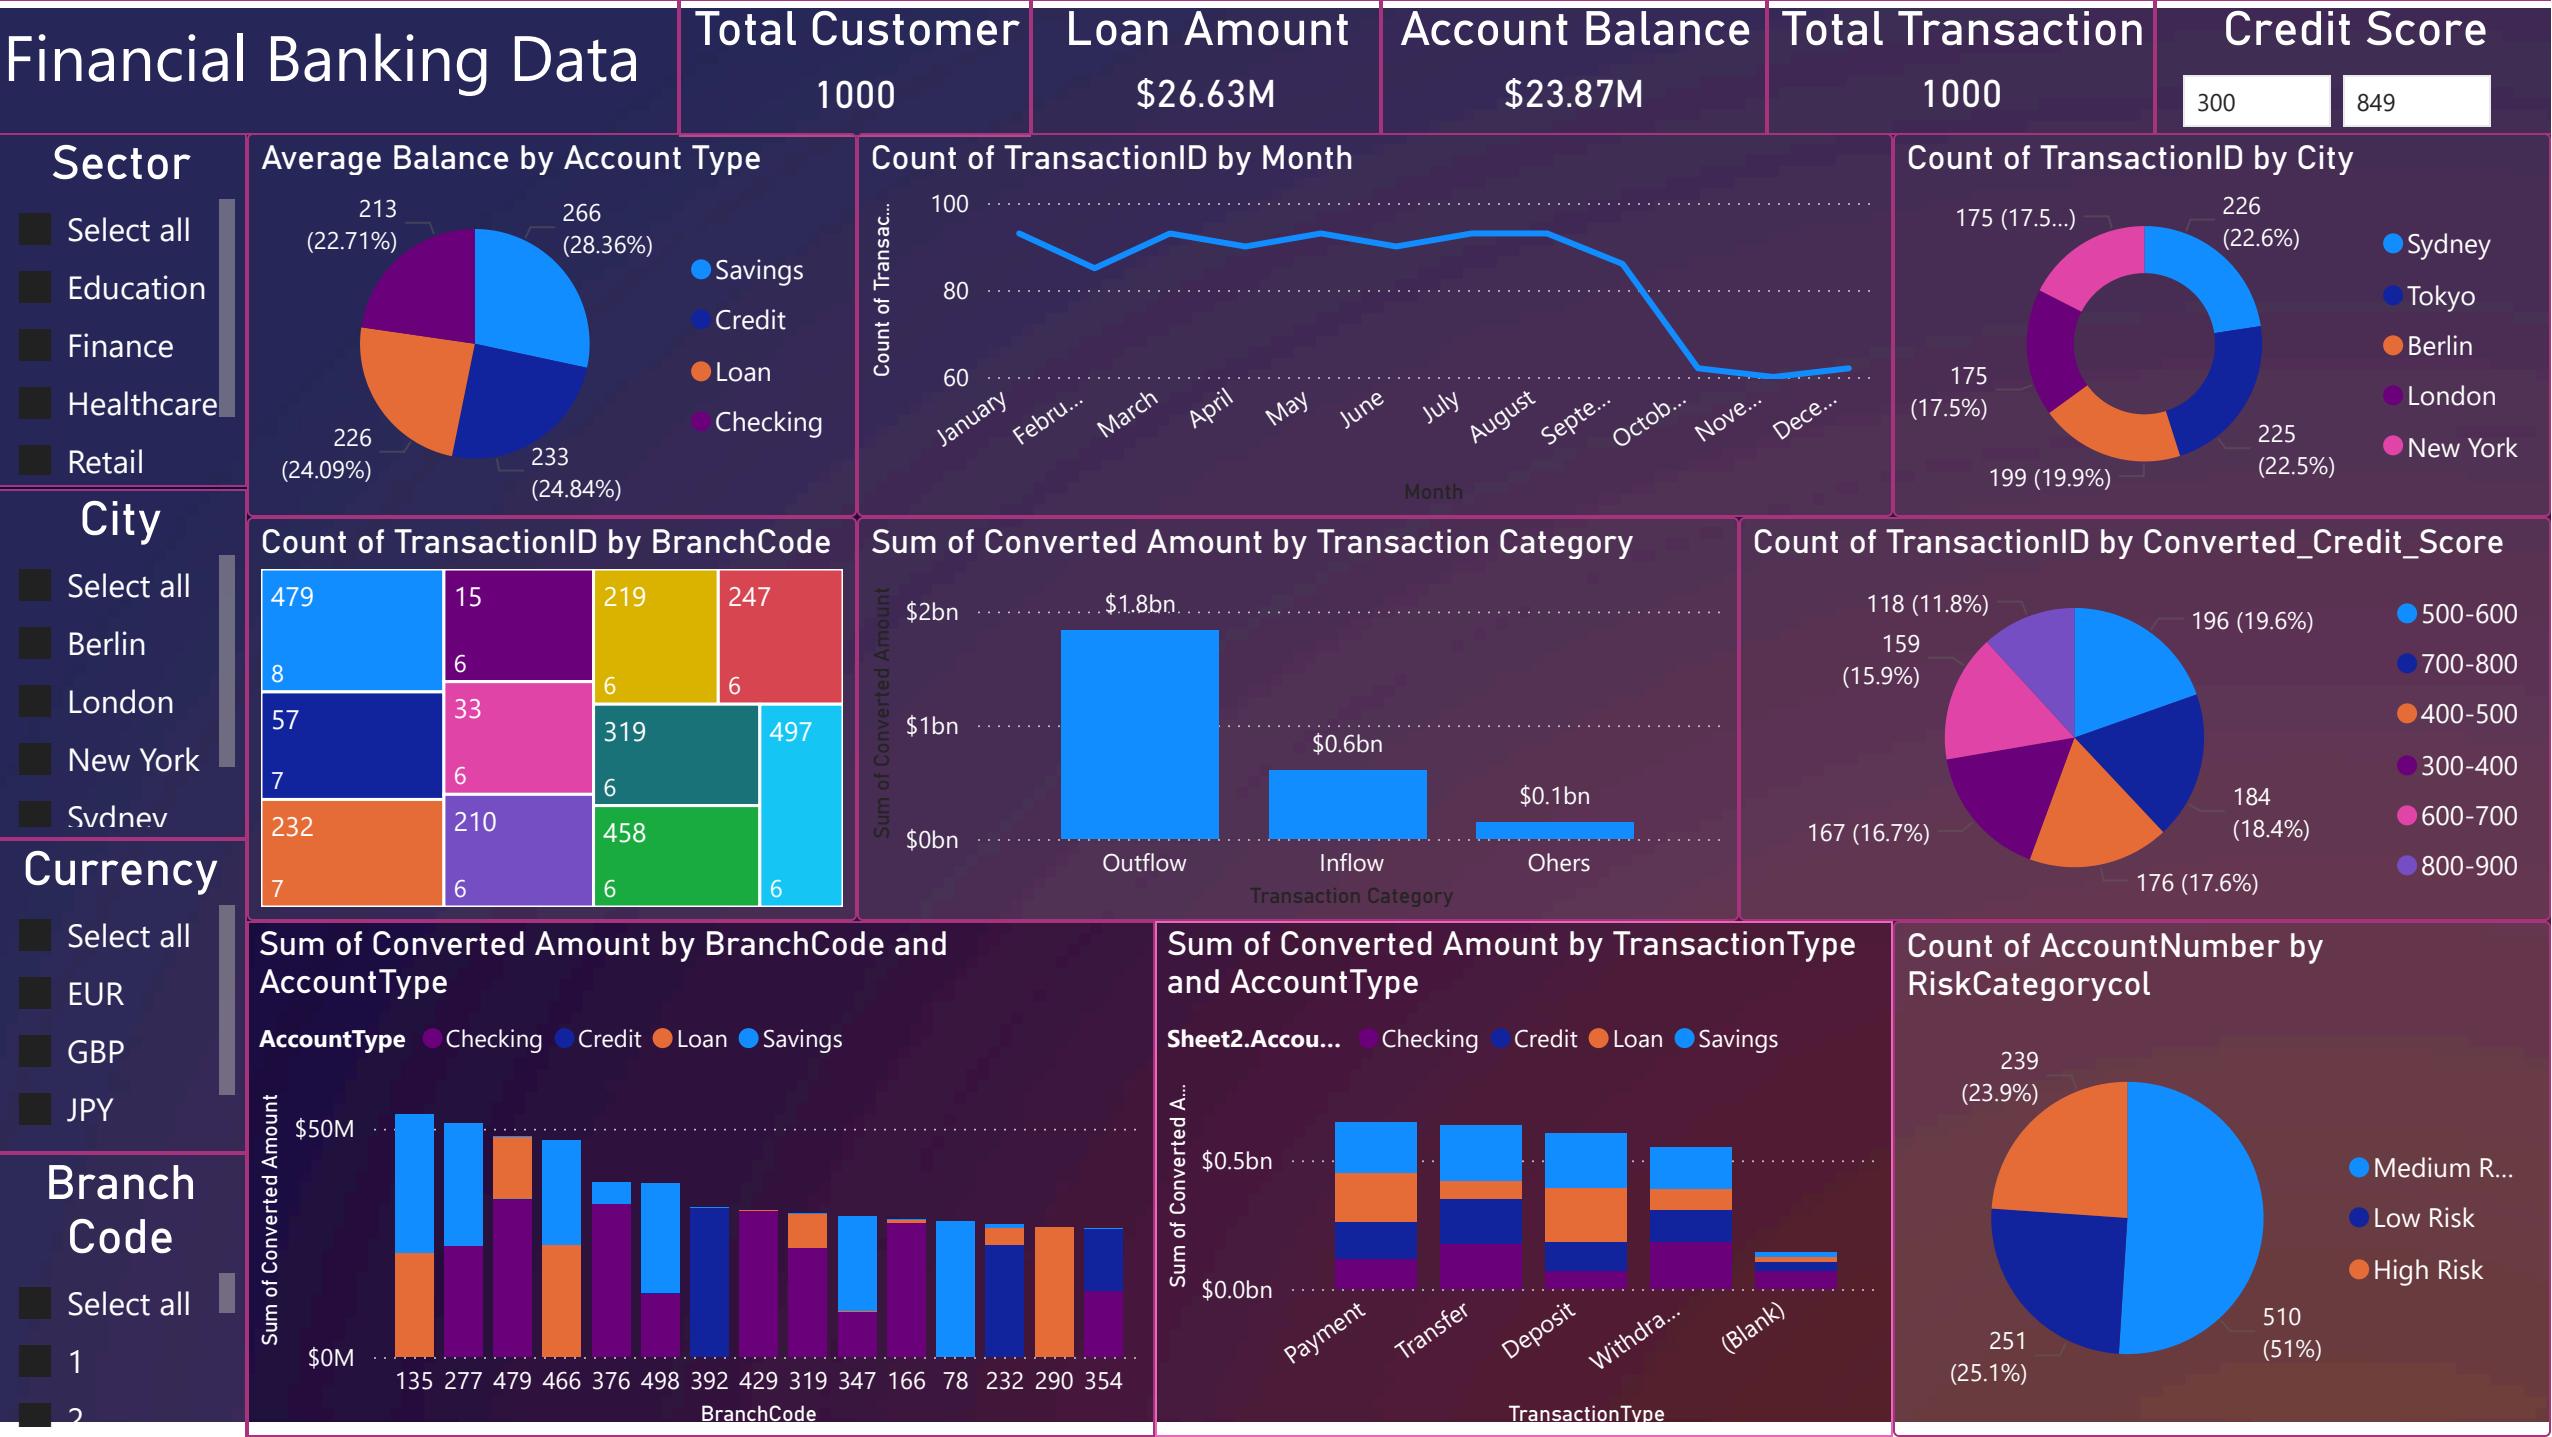 Financial Banking Data
Total Customer
1000
Loan Amount
$26.63M
Account Balance
$23.87M
Total Transaction
1000
Credit Score
300
849
Sector
Select all
Education
Finance
Healthcare
Retail
City
Select all
Berlin
London
New York
Sydney
Currency
Select all
EUR
GBP
JPY
Branch
Code
Select all
1
2
Average Balance by Account Type
213
(22.71%)
266
(28.36%)
226
(24.09%)
233
(24.84%)
Savings
Credit
Loan
Checking
Count of TransactionID by Month
Count of Transac...
100
80
60
January
Febru...
March
April
May
June
July
August
Septe...
Octob...
Nove...
Dece...
Month
Count of TransactionID by City
175 (17.5...)
226
(22.6%)
175
(17.5%)
225
(22.5%)
199 (19.9%)
Sydney
Tokyo
Berlin
London
New York
Count of TransactionID by BranchCode
479
8
57
7
232
7
15
6
33
6
210
6
219
6
247
6
319
6
458
6
497
6
Sum of Converted Amount by Transaction Category
Sum of Converted Amount
$2bn
$1bn
$0bn
$1.8bn
$0.6bn
$0.1bn
Outflow
Inflow
Ohers
Transaction Category
Count of TransactionID by Converted_Credit_Score
118 (11.8%)
196 (19.6%)
159
(15.9%)
184
(18.4%)
167 (16.7%)
176 (17.6%)
500-600
700-800
400-500
300-400
600-700
800-900
Sum of Converted Amount by BranchCode and
AccountType
AccountType Checking Credit Loan Savings
Sum of Converted Amount
$50M
$0M
135 277 479 466 376 498 392 429 319 347 166 78 232 290 354
BranchCode
Sum of Converted Amount by TransactionType
and AccountType
Sheet2.Accou... Checking Credit Loan Savings
Sum of Converted A...
$0.5bn
$0.0bn
Payment
Transfer
Deposit
Withdra...
(Blank)
TransactionType
Count of AccountNumber by
RiskCategorycol
239
(23.9%)
251
(25.1%)
510
(51%)
Medium R...
Low Risk
High Risk